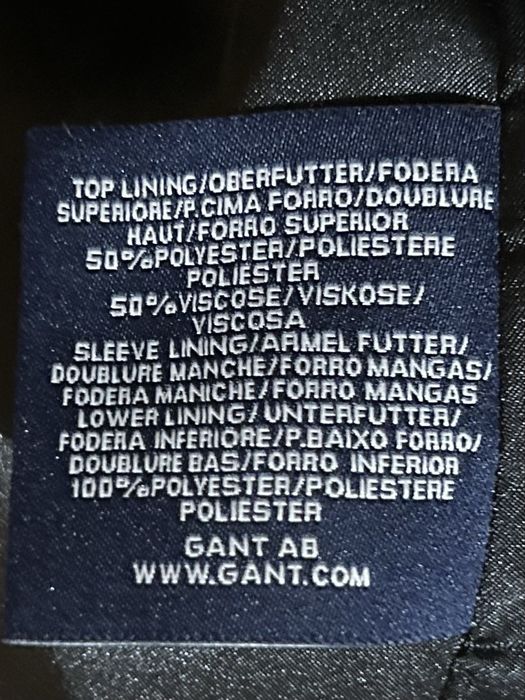 TOP LINING/OBERFUTTER/FODERA
SUPERIORE/P.CIMA FORRO/DOUBLURE
HAUT/FORRO SUPERIOR
50%POLYESTER/POLIESTERE
POLIESTER
50%VISCOSE/VISKOSE/
VISCOSA
SLEEVE LINING/ARMEL FUTTER/
DOUBLURE MANCHE/FORRO MANGAS/
FODERA MANICHE/FORRO MANGAS
LOWER LINING/UNTERFUTTER/
FODERA INFERIORE/P.BAIXO FORRO/
DOUBLURE BAS/FORRO INFERIOR
100%POLYESTER/POLIESTERE
POLIESTER
GANT AB
WWW.GANT.COM